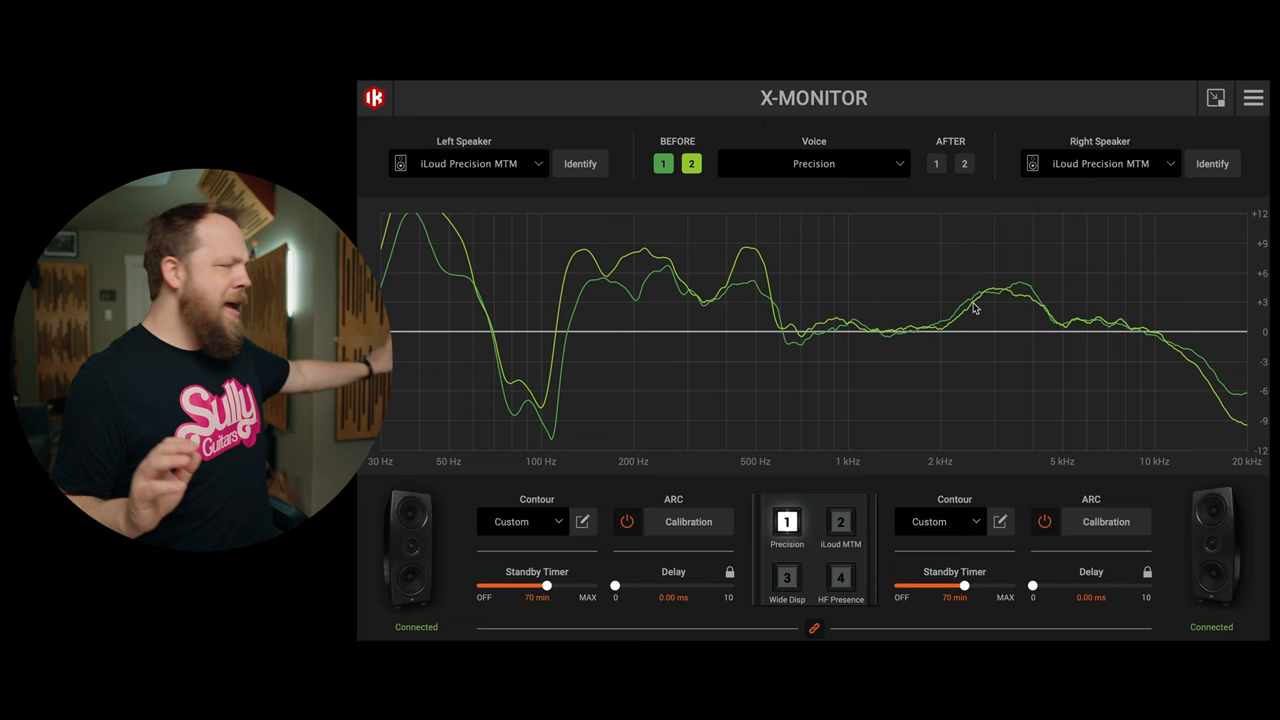 X-MONITOR
Left Speaker
iLoud Precision MTM
Identify
BEFORE
1 2
Voice
Precision
AFTER
1 2
Right Speaker
iLoud Precision MTM
Identify
+12
+9
+6
+3
0
-3
-6
-9
-12
30 Hz 50 Hz 100 Hz 200 Hz 500 Hz 1 kHz 2 kHz 5 kHz 10 kHz 20 kHz
Contour
Custom
ARC
Calibration
Standby Timer
OFF 70 min MAX
Delay
0 0.00 ms 10
1 2
Precision iLoud MTM
3 4
Wide Disp HF Presence
Contour
Custom
ARC
Calibration
Standby Timer
OFF 70 min MAX
Delay
0 0.00 ms 10
Connected
Connected
Sully
Guitars